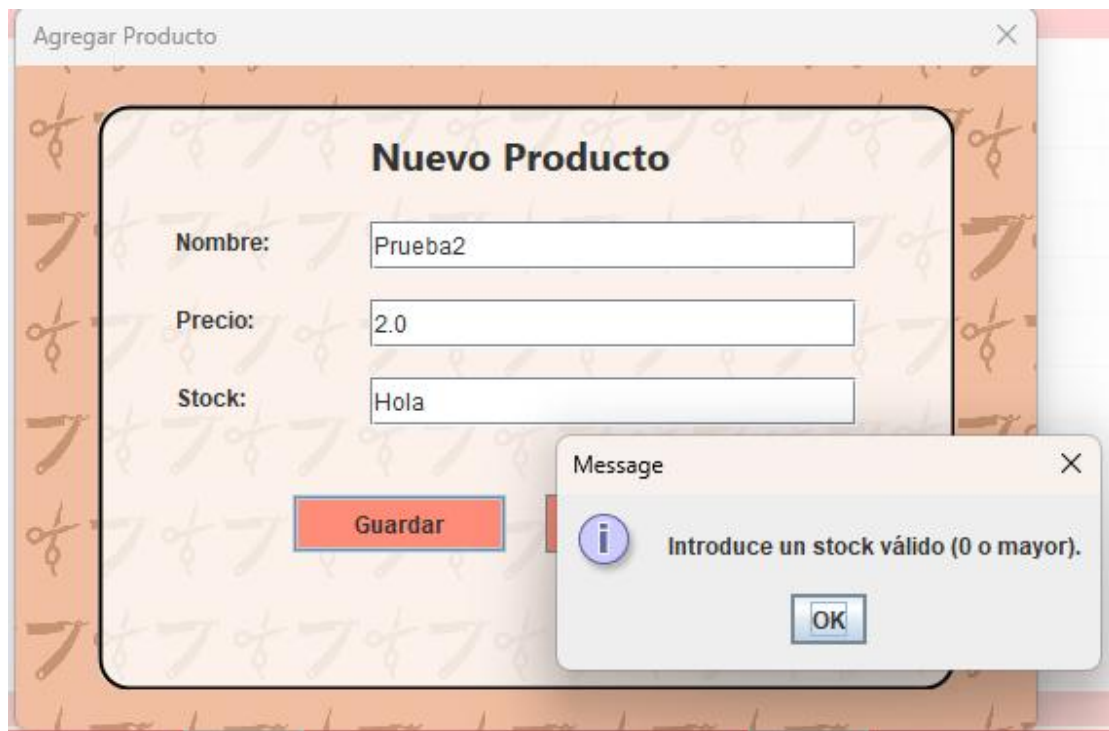 Agregar Producto
Nuevo Producto
Nombre:
Prueba2
Precio:
2.0
Stock:
Hola
Message
Guardar
Introduce un stock válido (0 o mayor).
OK